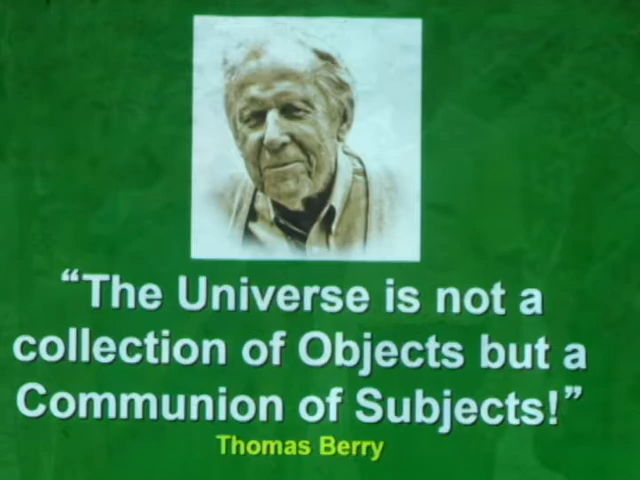 “The Universe is not a
collection of Objects but a
Communion of Subjects!”
Thomas Berry